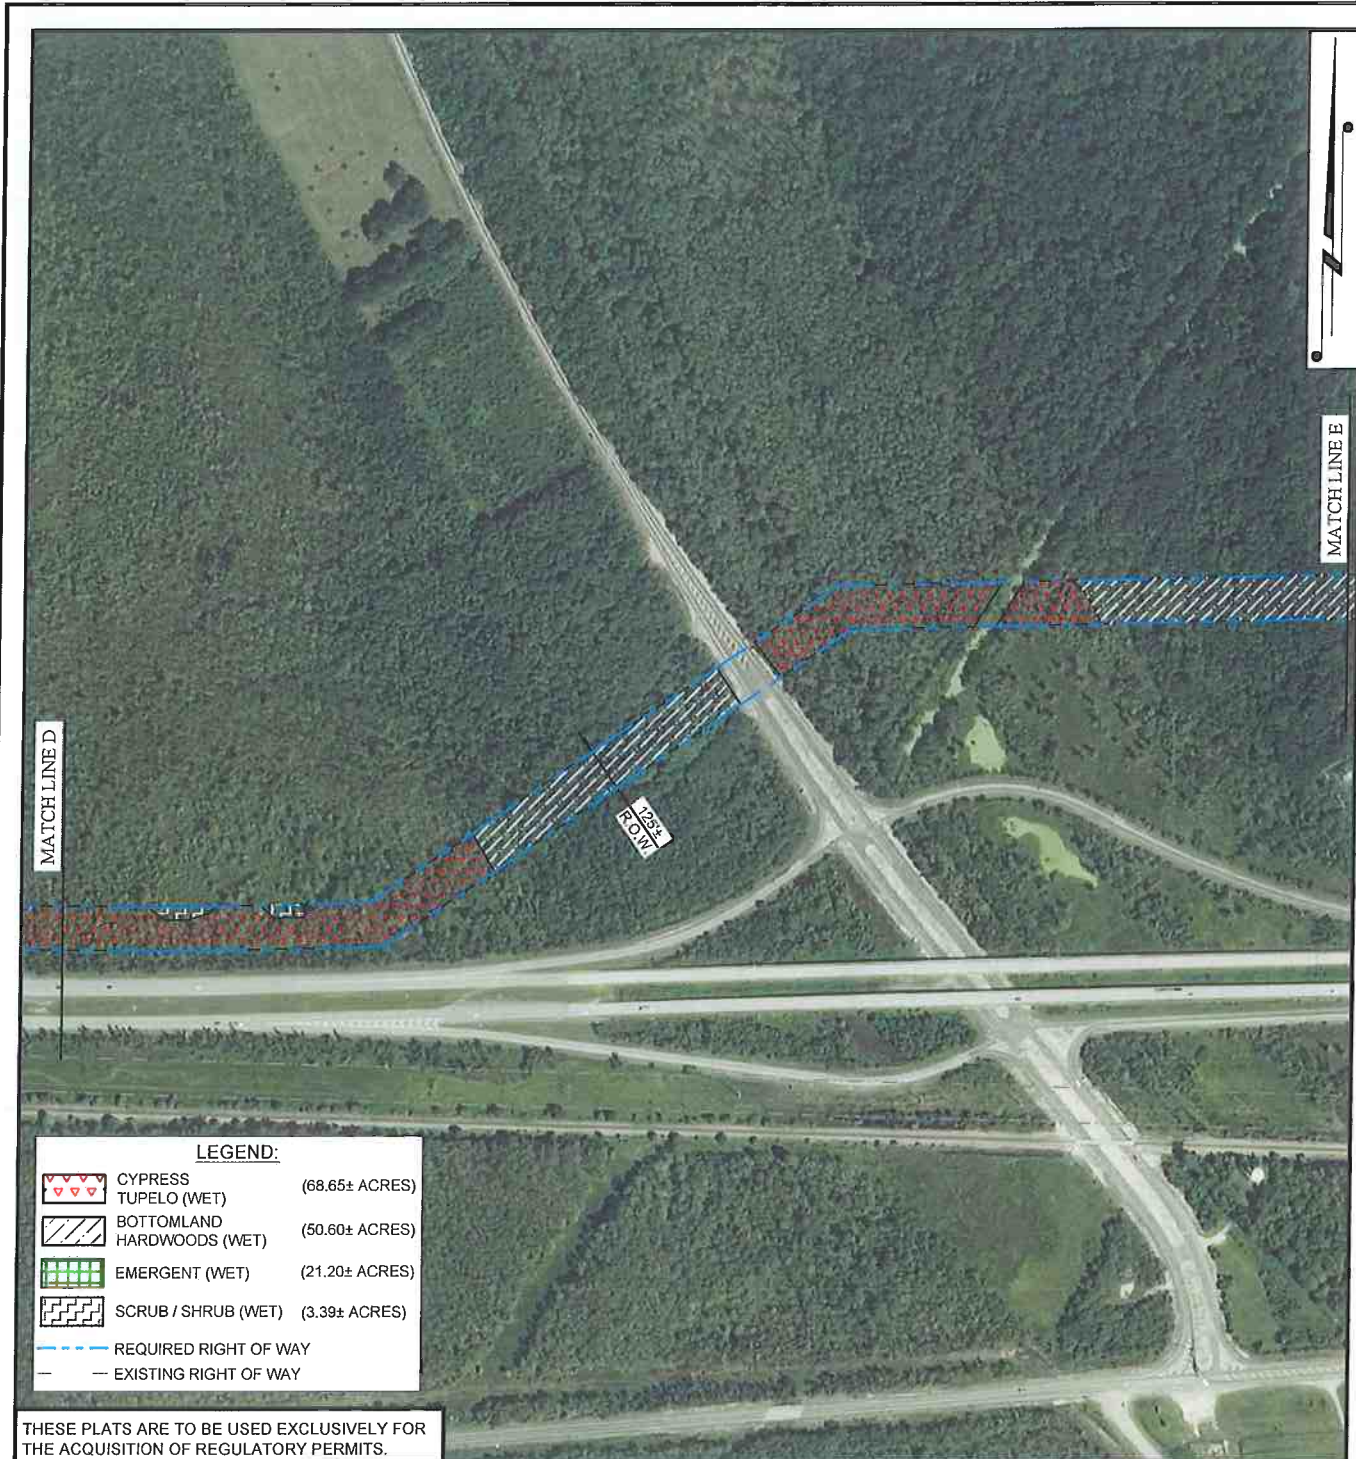 MATCH LINE E
MATCH LINE D
125'±
R.O.W.
LEGEND:
CYPRESS
TUPELO (WET) (68.65± ACRES)
BOTTOMLAND
HARDWOODS (WET) (50.60± ACRES)
EMERGENT (WET) (21.20± ACRES)
SCRUB / SHRUB (WET) (3.39± ACRES)
REQUIRED RIGHT OF WAY
EXISTING RIGHT OF WAY
THESE PLATS ARE TO BE USED EXCLUSIVELY FOR
THE ACQUISITION OF REGULATORY PERMITS.